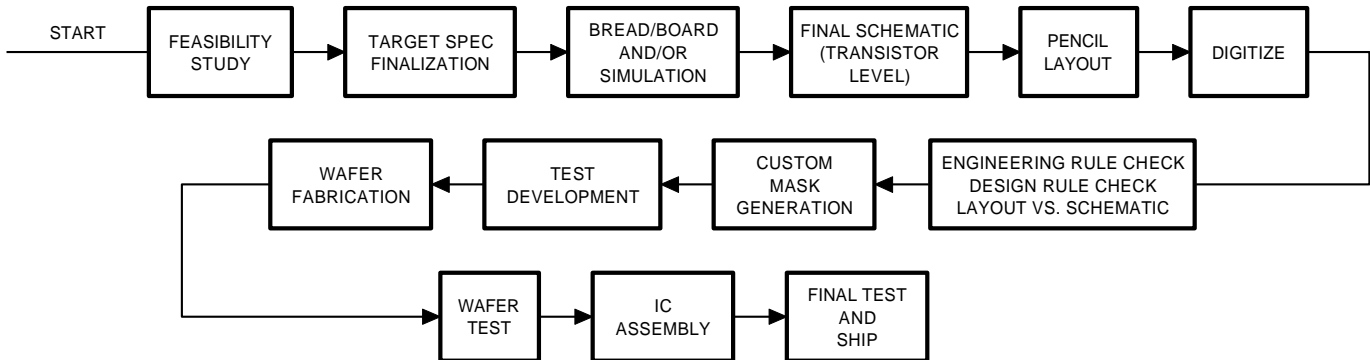 START
FEASIBILITY
STUDY
TARGET SPEC
FINALIZATION
BREAD/BOARD
AND/OR
SIMULATION
FINAL SCHEMATIC
(TRANSISTOR
LEVEL)
PENCIL
LAYOUT
DIGITIZE
ENGINEERING RULE CHECK
DESIGN RULE CHECK
LAYOUT VS. SCHEMATIC
CUSTOM
MASK
GENERATION
TEST
DEVELOPMENT
WAFER
FABRICATION
WAFER
TEST
IC
ASSEMBLY
FINAL TEST
AND
SHIP